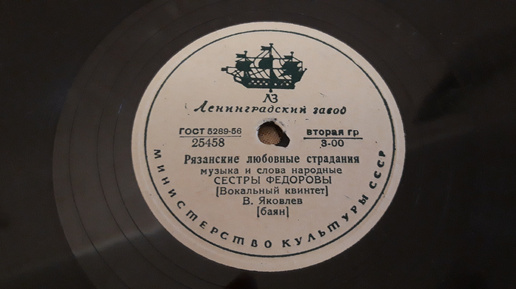 ЛЗ
Ленинградский завод
ГОСТ 5289-56 вторая гр
25458 3-00
Рязанские любовные страдания
музыка и слова народные
СЕСТРЫ ФЕДОРОВЫ
[Вокальный квинтет]
В. Яковлев
[баян]
МИНИСТЕРСТВО КУЛЬТУРЫ СССР